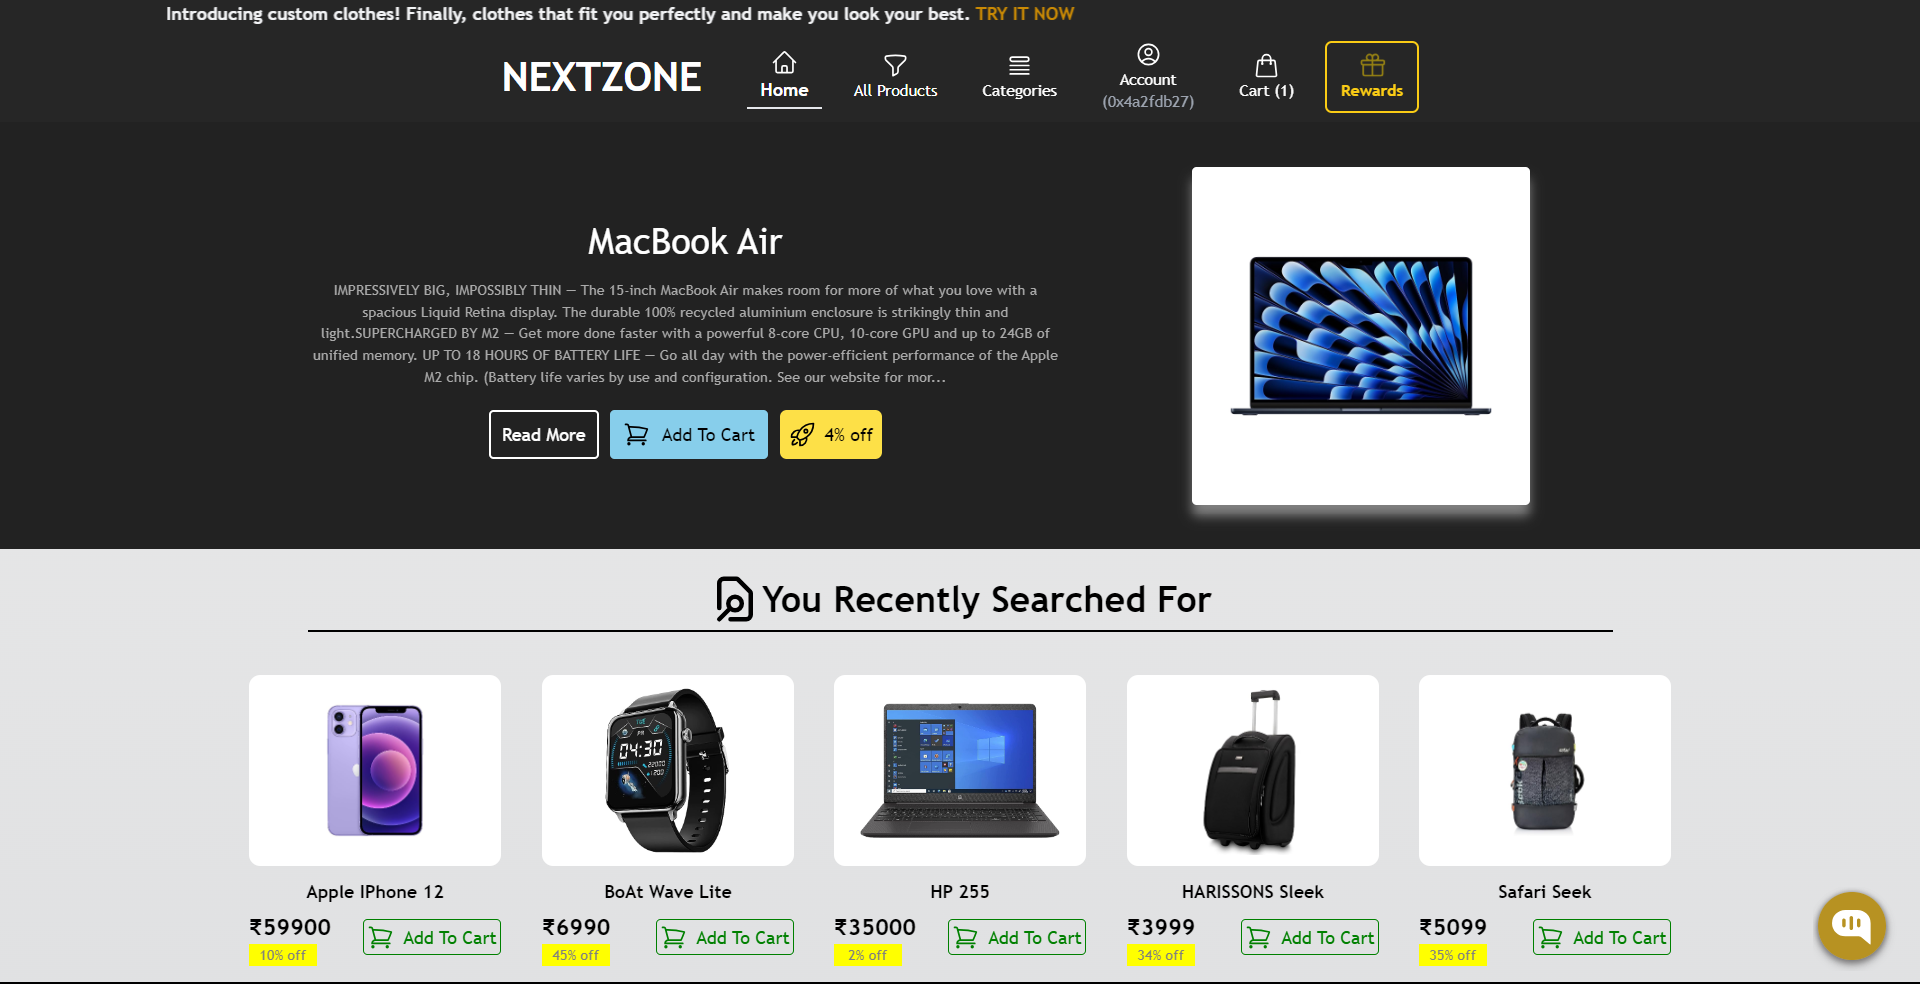 Introducing custom clothes! Finally, clothes that fit you perfectly and make you look your best. TRY IT NOW
NEXTZONE
Home
All Products
Categories
Account
(0x4a2fdb27)
Cart (1)
Rewards
MacBook Air
IMPRESSIVELY BIG, IMPOSSIBLY THIN — The 15-inch MacBook Air makes room for more of what you love with a
spacious Liquid Retina display. The durable 100% recycled aluminium enclosure is strikingly thin and
light.SUPERCHARGED BY M2 — Get more done faster with a powerful 8-core CPU, 10-core GPU and up to 24GB of
unified memory. UP TO 18 HOURS OF BATTERY LIFE — Go all day with the power-efficient performance of the Apple
M2 chip. (Battery life varies by use and configuration. See our website for mor...
Read More
Add To Cart
4% off
You Recently Searched For
TUE
PM
04:30
Apple IPhone 12
₹59900
10% off
Add To Cart
BoAt Wave Lite
₹6990
45% off
Add To Cart
HP 255
₹35000
2% off
Add To Cart
HARISSONS Sleek
₹3999
34% off
Add To Cart
Safari Seek
₹5099
35% off
Add To Cart